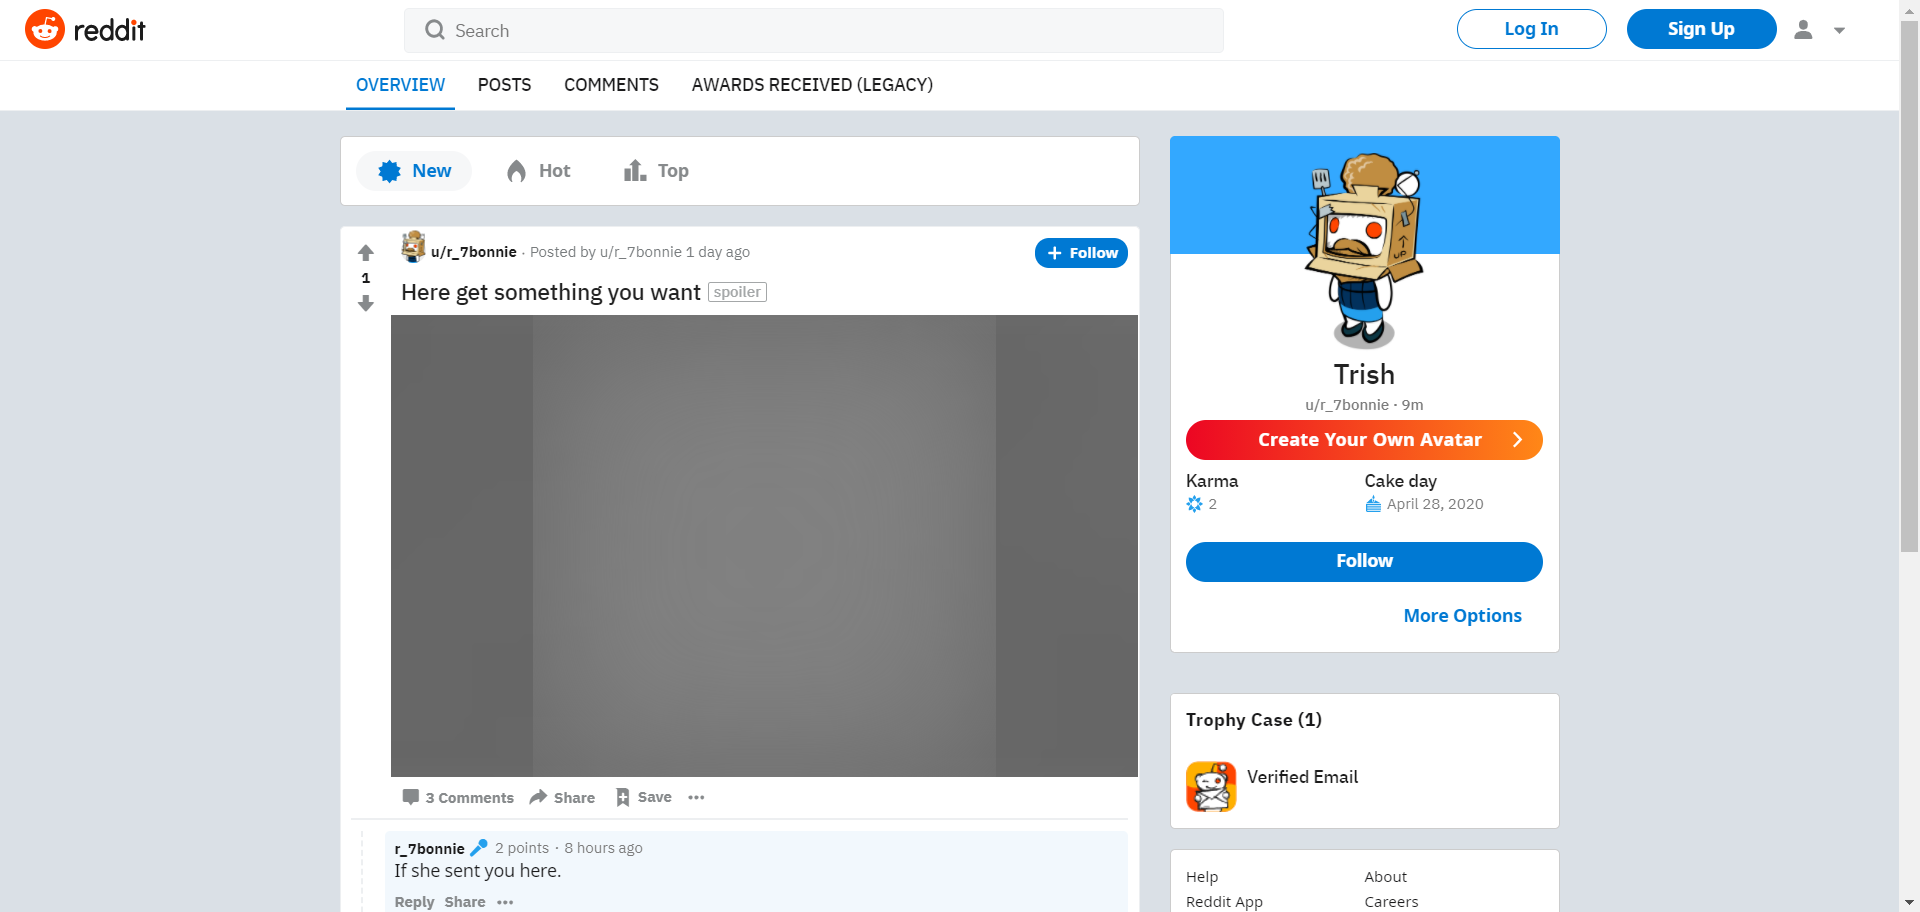 reddit
Search
Log In
Sign Up
OVERVIEW
POSTS
COMMENTS
AWARDS RECEIVED (LEGACY)
New
Hot
Top
u/r_7bonnie · Posted by u/r_7bonnie 1 day ago
+ Follow
1
Here get something you want spoiler
3 Comments
Share
Save
r_7bonnie 2 points · 8 hours ago
If she sent you here.
Reply Share
UP
Trish
u/r_7bonnie · 9m
Create Your Own Avatar
Karma
Cake day
2
April 28, 2020
Follow
More Options
Trophy Case (1)
Verified Email
Help
About
Reddit App
Careers